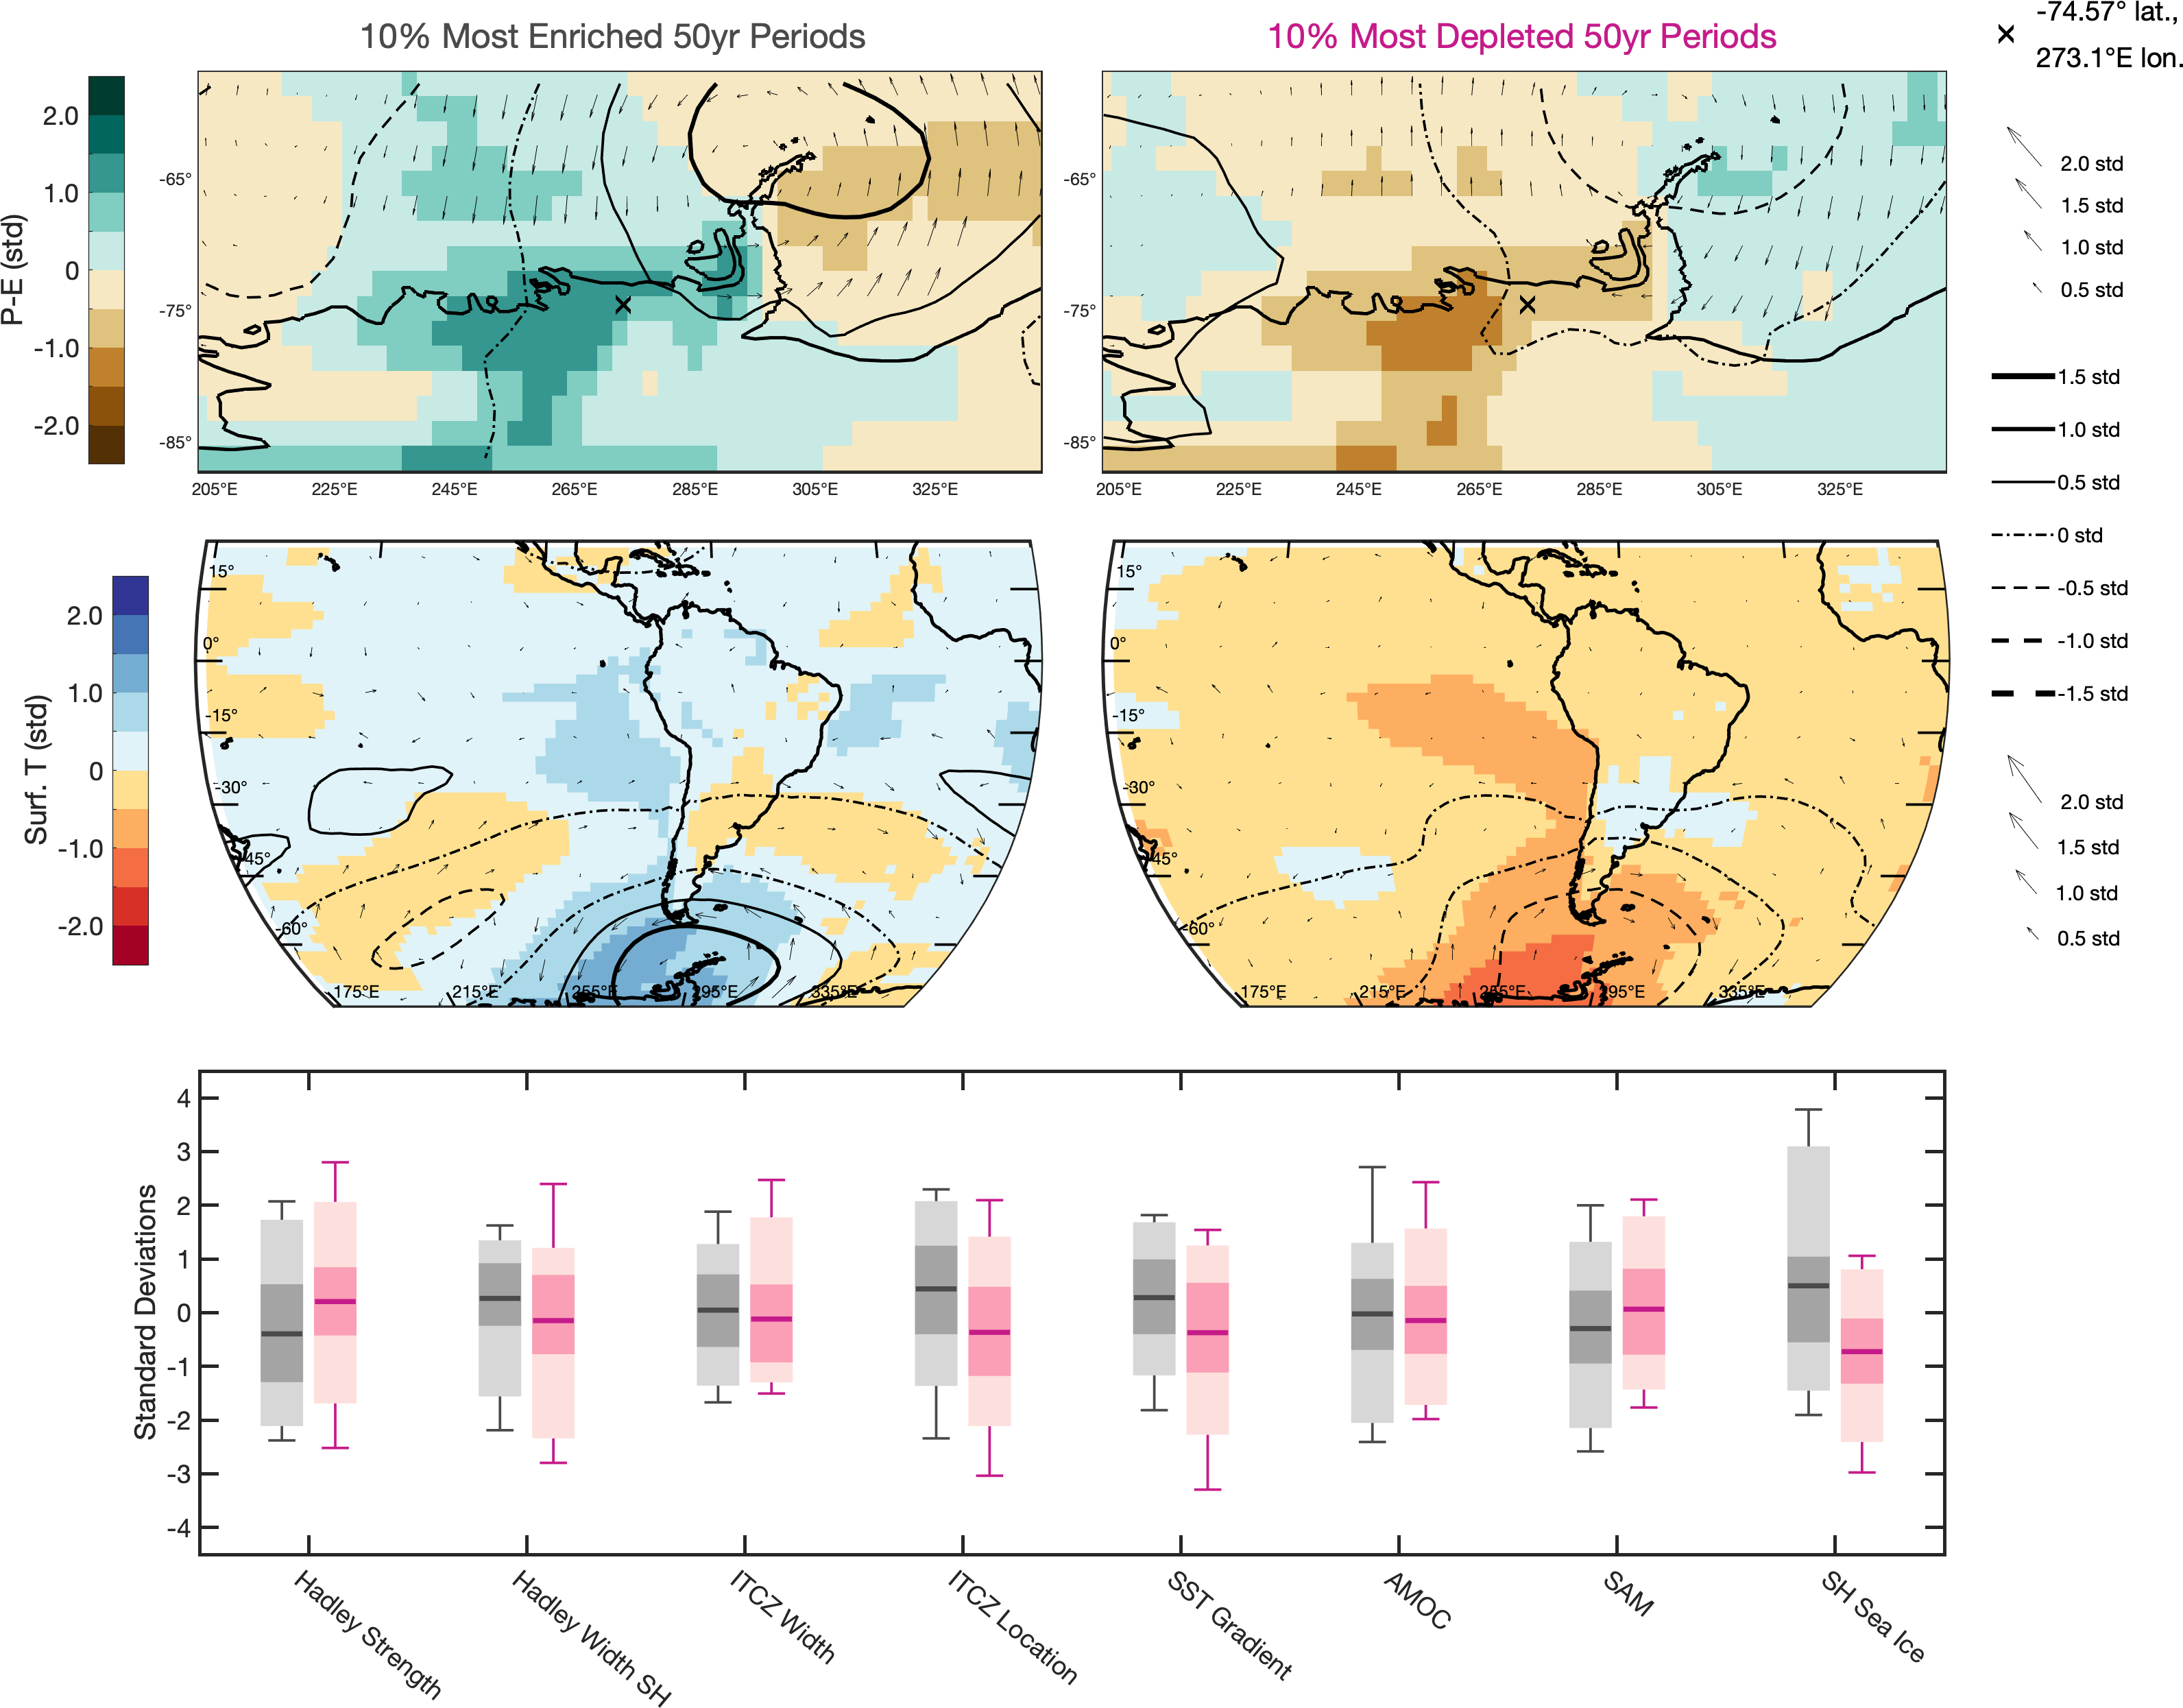 10% Most Enriched 50yr Periods
10% Most Depleted 50yr Periods
-74.57° lat.,
273.1°E lon.
P-E (std)
2.0
1.0
0
-1.0
-2.0
-65°
-75°
-85°
205°E 225°E 245°E 265°E 285°E 305°E 325°E
-65°
-75°
-85°
205°E 225°E 245°E 265°E 285°E 305°E 325°E
2.0 std
1.5 std
1.0 std
0.5 std
1.5 std
1.0 std
0.5 std
0 std
-0.5 std
-1.0 std
-1.5 std
Surf. T (std)
2.0
1.0
0
-1.0
-2.0
15°
0°
-15°
-30°
-45°
-60°
175°E 215°E 255°E 295°E 335°E
15°
0°
-15°
-30°
-45°
-60°
175°E 215°E 255°E 295°E 335°E
2.0 std
1.5 std
1.0 std
0.5 std
Standard Deviations
4
3
2
1
0
-1
-2
-3
-4
Hadley Strength
Hadley Width SH
ITCZ Width
ITCZ Location
SST Gradient
AMOC
SAM
SH Sea Ice